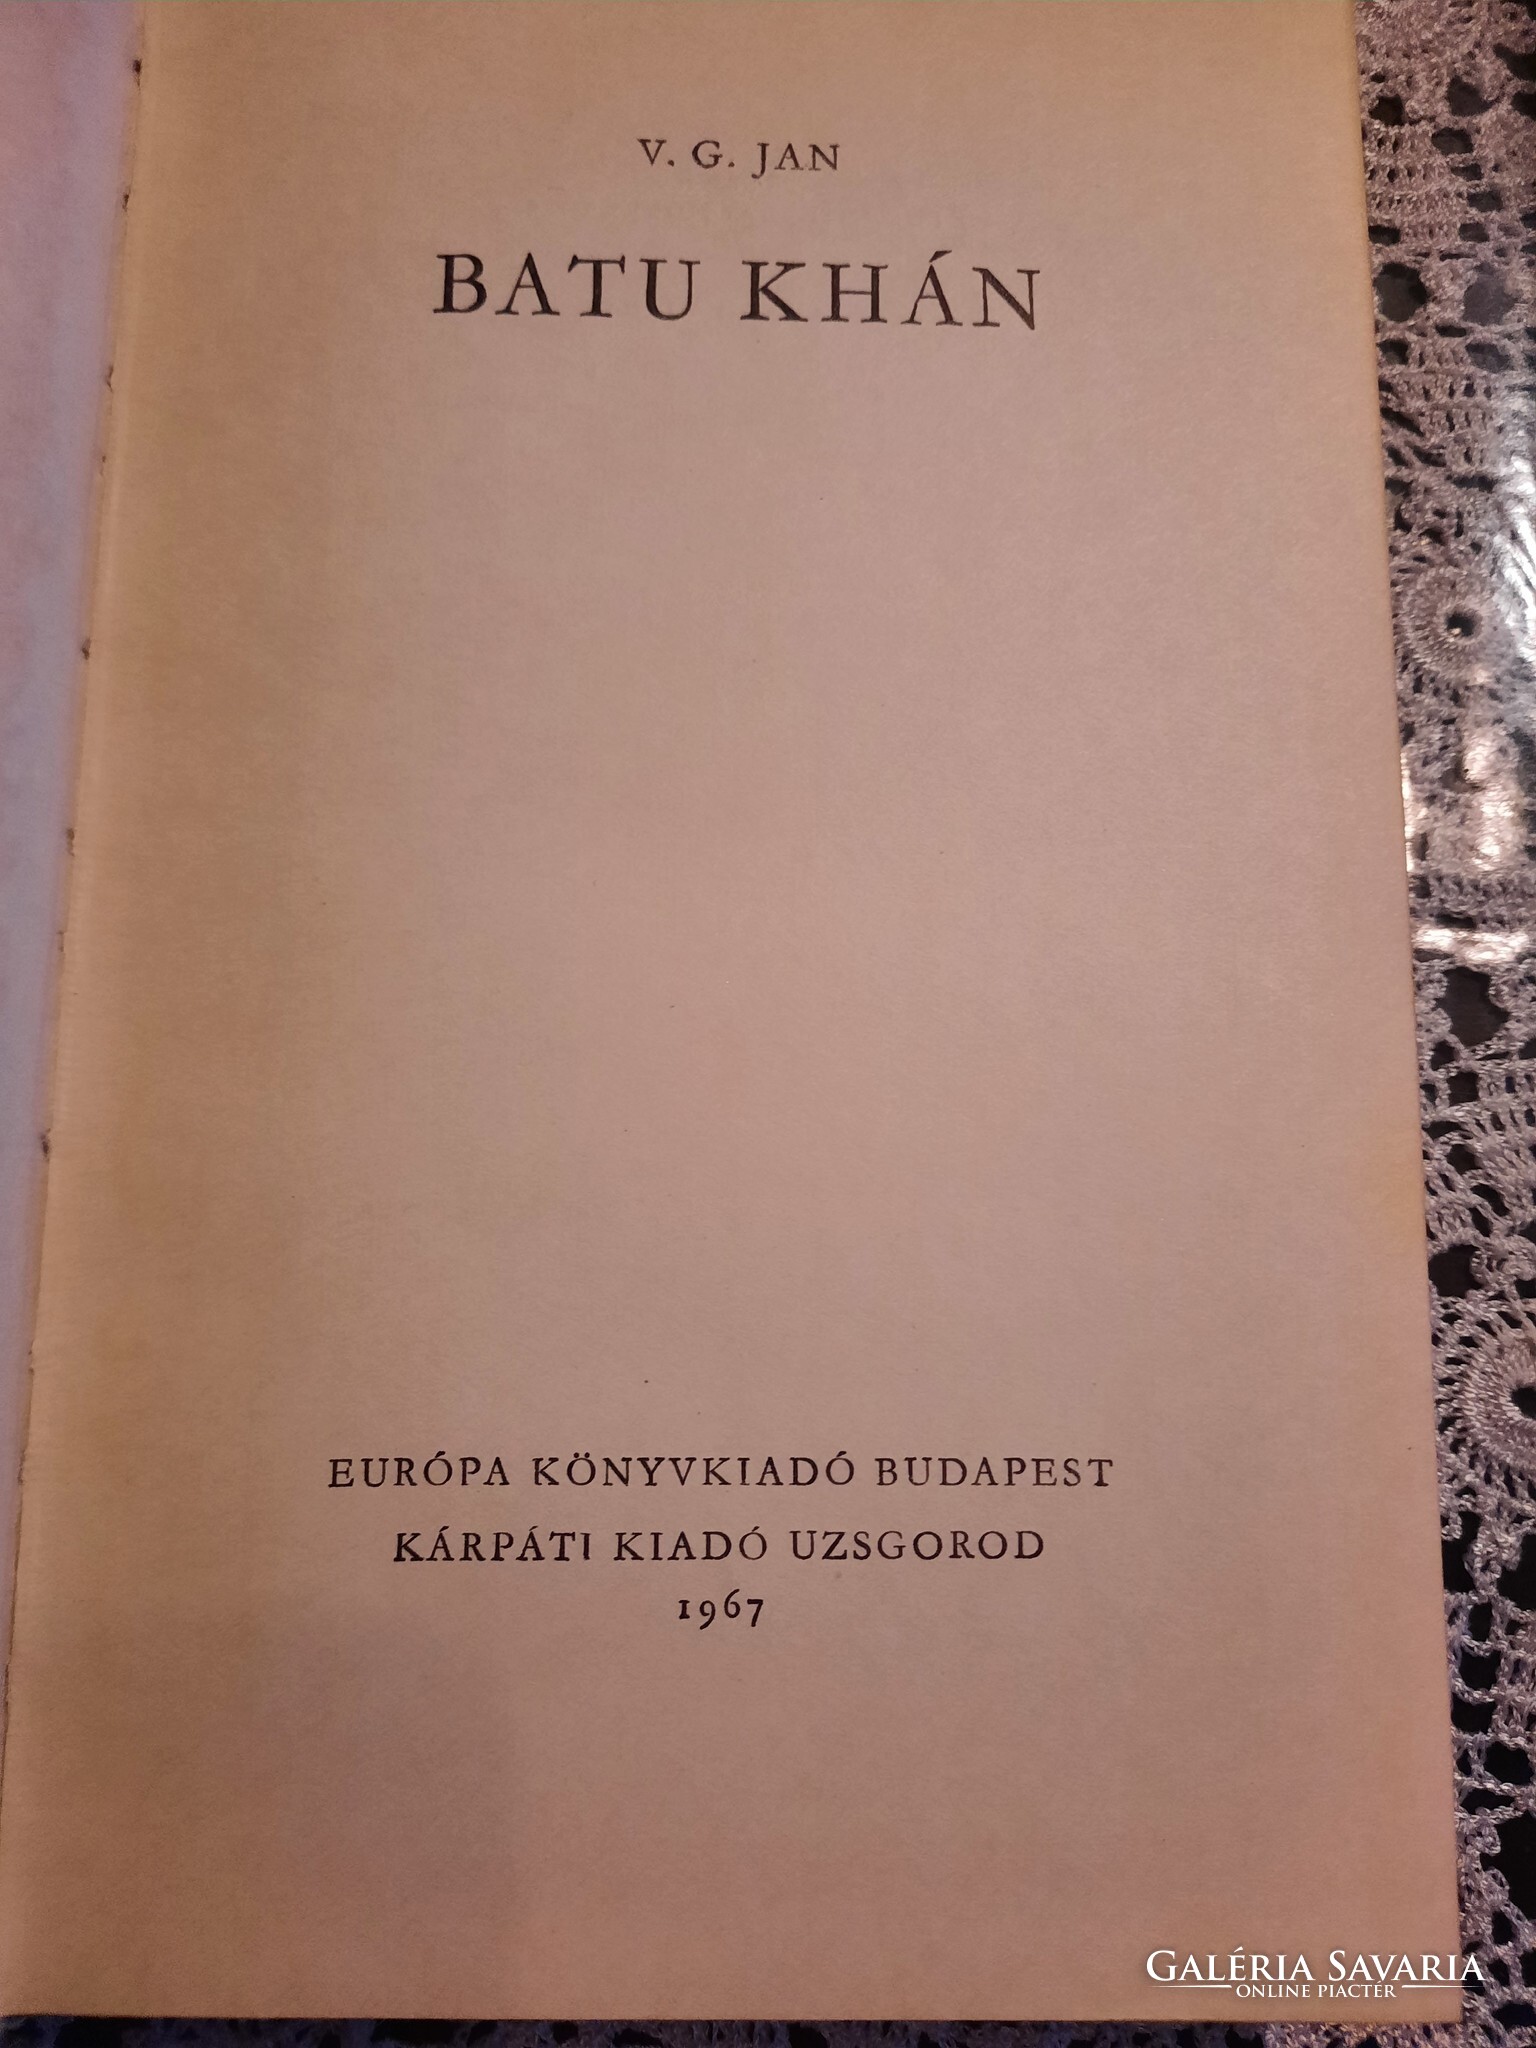 V. G. JAN
BATU KHÁN
EURÓPA KÖNYVKIADÓ BUDAPEST
KÁRPÁTI KIADÓ UZSGOROD
1967
GALÉRIA SAVARIA
ONLINE PIACTÉR